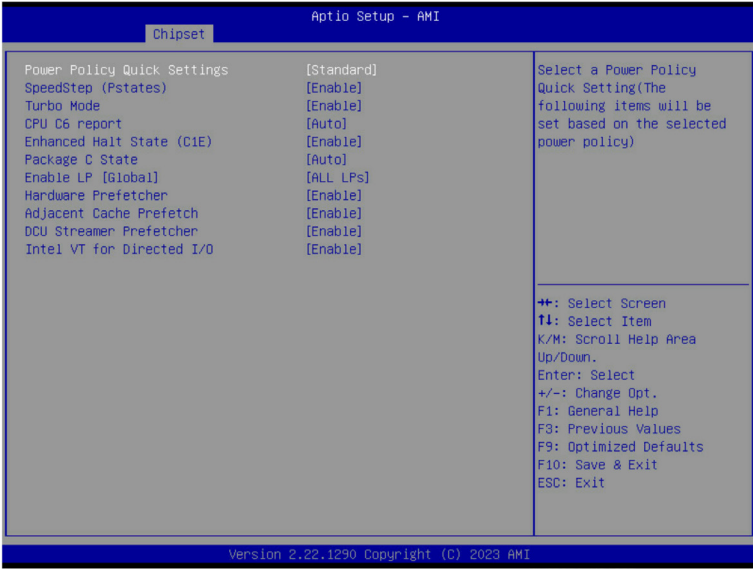 Aptio Setup – AMI
Chipset
Power Policy Quick Settings [Standard]
SpeedStep (Pstates) [Enable]
Turbo Mode [Enable]
CPU C6 report [Auto]
Enhanced Halt State (C1E) [Enable]
Package C State [Auto]
Enable LP [Global] [ALL LPs]
Hardware Prefetcher [Enable]
Adjacent Cache Prefetch [Enable]
DCU Streamer Prefetcher [Enable]
Intel VT for Directed I/O [Enable]
Select a Power Policy
Quick Setting(The
following items will be
set based on the selected
power policy)
→←: Select Screen
↑↓: Select Item
K/M: Scroll Help Area
Up/Down.
Enter: Select
+/-: Change Opt.
F1: General Help
F3: Previous Values
F9: Optimized Defaults
F10: Save & Exit
ESC: Exit
Version 2.22.1290 Copyright (C) 2023 AMI